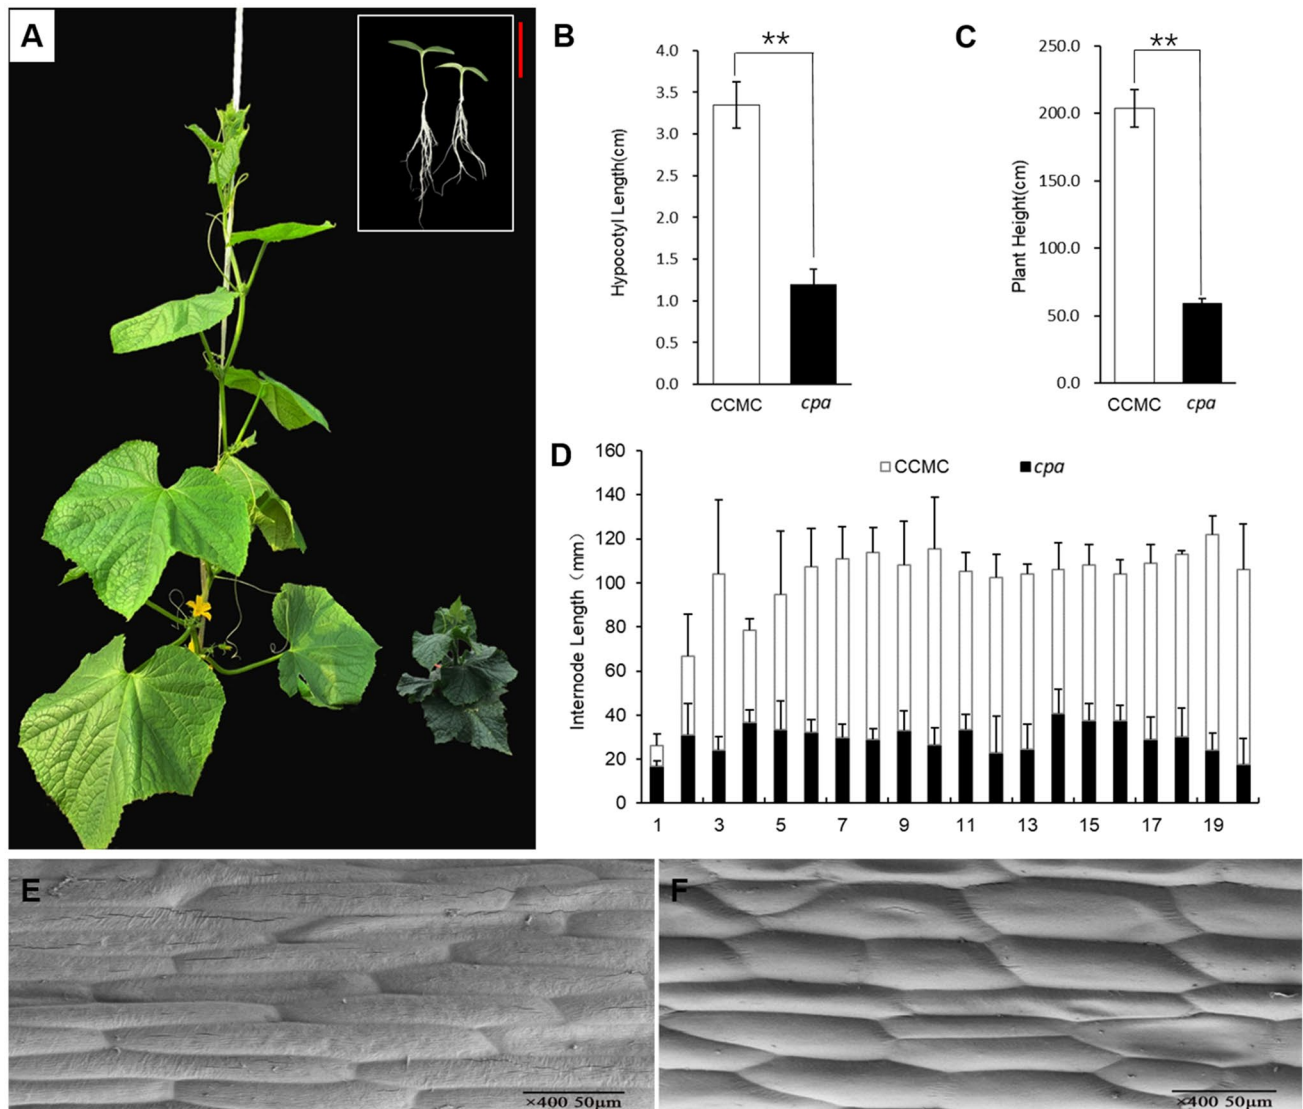 A
B
4.0
3.5
3.0
2.5
2.0
1.5
1.0
0.5
0.0
Hypocotyl Length(cm)
**
CCMC
cpa
C
250.0
200.0
150.0
100.0
50.0
0.0
Plant Height(cm)
**
CCMC
cpa
D
160
140
120
100
80
60
40
20
0
Internode Length（mm）
CCMC cpa
1 3 5 7 9 11 13 15 17 19
E
×400 50μm
F
×400 50μm